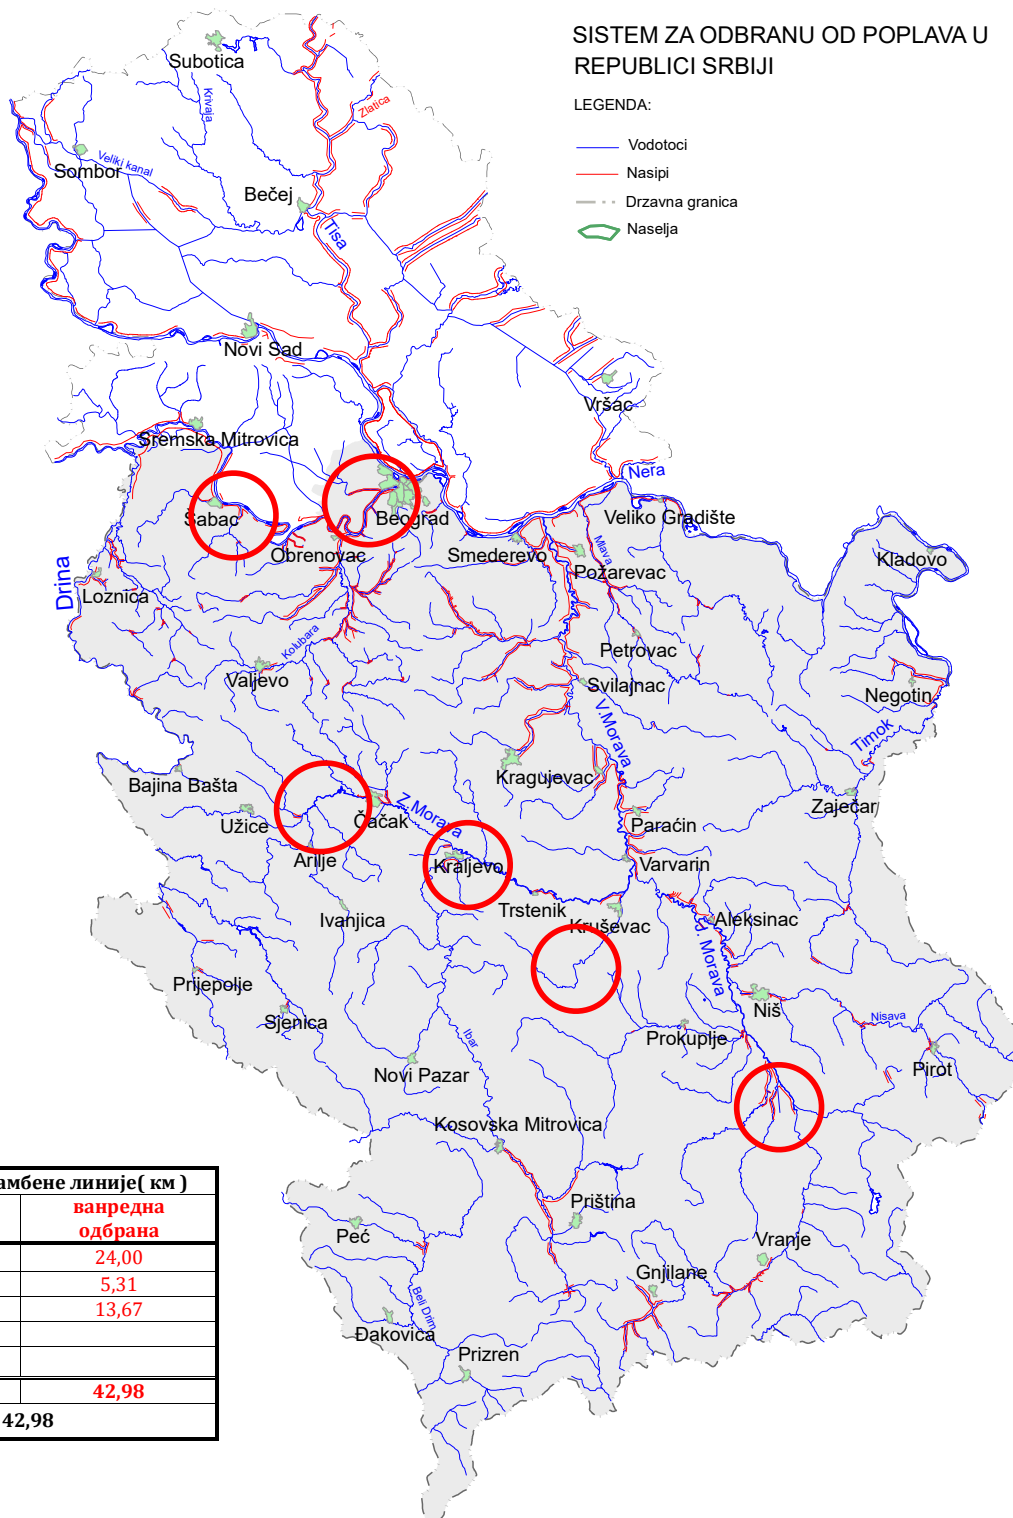 SISTEM ZA ODBRANU OD POPLAVA U
REPUBLICI SRBIJI
LEGENDA:
Vodotoci
Nasipi
Drzavna granica
Naselja
Subotica
Krivaja
Zlatica
Sombor
Veliki kanal
Bečej
Tisa
Novi Sad
Vršac
Sremska Mitrovica
Nera
Šabac
Beograd
Veliko Gradište
Obrenovac
Smederevo
Mlava
Kladovo
Drina
Požarevac
Loznica
Kolubara
Petrovac
Valjevo
Svilajnac
Negotin
V.Morava
Timok
Kragujevac
Bajina Bašta
Z.Morava
Zaječar
Užice
Čačak
Paraćin
Arilje
Kraljevo
Varvarin
Trstenik
Ivanjica
Kruševac
Aleksinac
J. Morava
Prijepolje
Niš
Sjenica
Nisava
Ibar
Prokuplje
Pirot
Novi Pazar
Kosovska Mitrovica
Priština
Peć
Vranje
Gnjilane
Beli Drim
Đakovica
Prizren
амбене линије( км )
ванредна
одбрана
24,00
5,31
13,67
42,98
42,98